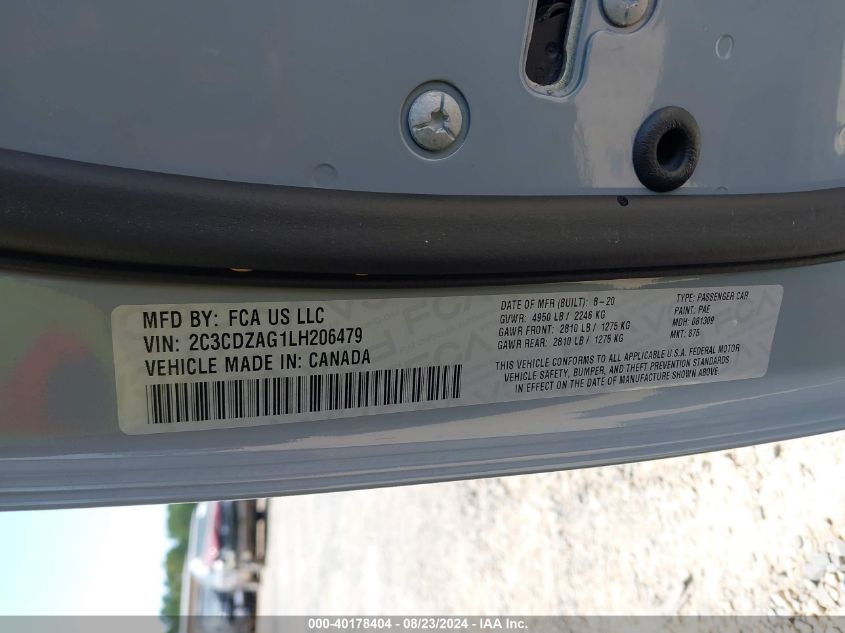 MFD BY: FCA US LLC
VIN: 2C3CDZAG1LH206479
VEHICLE MADE IN: CANADA
DATE OF MFR (BUILT): 8-20
GVWR: 4950 LB / 2246 KG
GAWR FRONT: 2810 LB / 1275 KG
GAWR REAR: 2810 LB / 1275 KG
TYPE: PASSENGER CAR
PAINT: PAE
MDH: 081309
MKT: 875
THIS VEHICLE CONFORMS TO ALL APPLICABLE U.S.A. FEDERAL MOTOR
VEHICLE SAFETY, BUMPER, AND THEFT PREVENTION STANDARDS
IN EFFECT ON THE DATE OF MANUFACTURE SHOWN ABOVE.
000-40178404 - 08/23/2024 - IAA Inc.